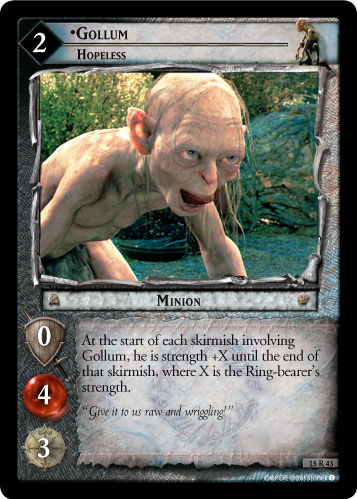 2
•Gollum
Hopeless
Minion
0
4
3
At the start of each skirmish involving
Gollum, he is strength +X until the end of
that skirmish, where X is the Ring-bearer's
strength.
"Give it to us raw and wriggling!"
15 R 43